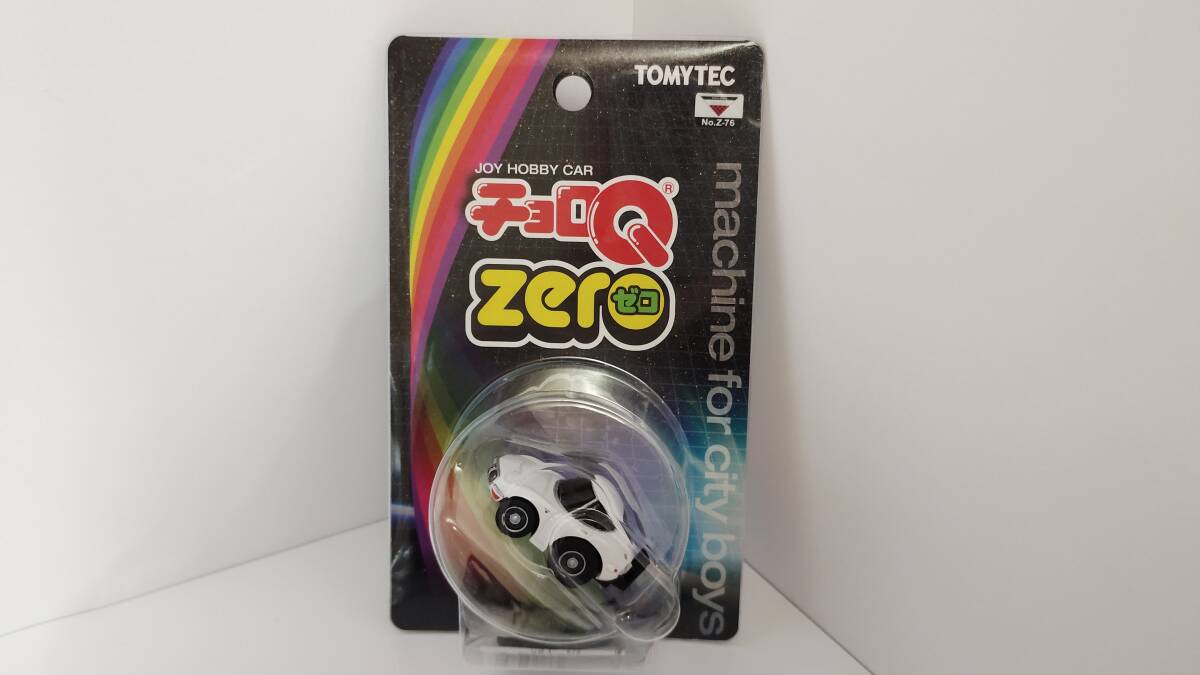 TOMYTEC
No.Z-76
JOY HOBBY CAR
チョロQ®
zero
ゼロ
machine for city boys